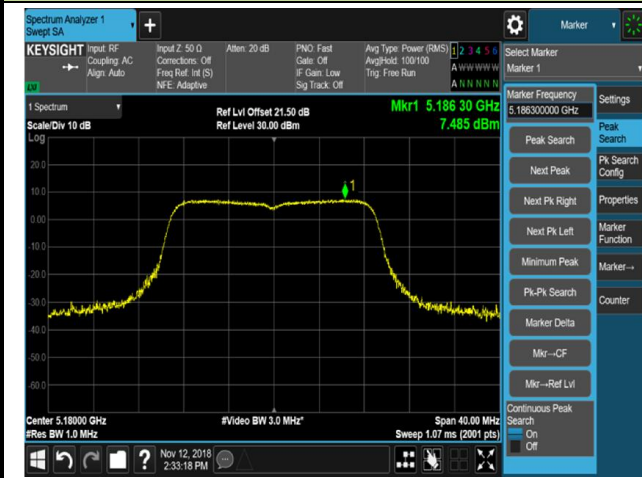 Spectrum Analyzer 1
Swept SA
Marker
KEYSIGHT
Input: RF
Coupling: AC
Align: Auto
Input Z: 50 Ω
Corrections: Off
Freq Ref: Int (S)
NFE: Adaptive
Atten: 20 dB
PNO: Fast
Gate: Off
IF Gain: Low
Sig Track: Off
Avg Type: Power (RMS)
Avg|Hold: 100/100
Trig: Free Run
1 2 3 4 5 6
A W W W W W
A N N N N N
LXI
Select Marker
Marker 1
1 Spectrum
Scale/Div 10 dB
Log
Ref Lvl Offset 21.50 dB
Ref Level 30.00 dBm
Mkr1 5.186 30 GHz
7.485 dBm
20.0
10.0
0.00
-10.0
-20.0
-30.0
-40.0
-50.0
-60.0
1
Center 5.18000 GHz
#Res BW 1.0 MHz
#Video BW 3.0 MHz*
Span 40.00 MHz
Sweep 1.07 ms (2001 pts)
Marker Frequency
5.186300000 GHz
Peak Search
Next Peak
Next Pk Right
Next Pk Left
Minimum Peak
Pk-Pk Search
Marker Delta
Mkr→CF
Mkr→Ref Lvl
Continuous Peak
Search
On
Off
Settings
Peak
Search
Pk Search
Config
Properties
Marker
Function
Marker→
Counter
?
Nov 12, 2018
2:33:18 PM